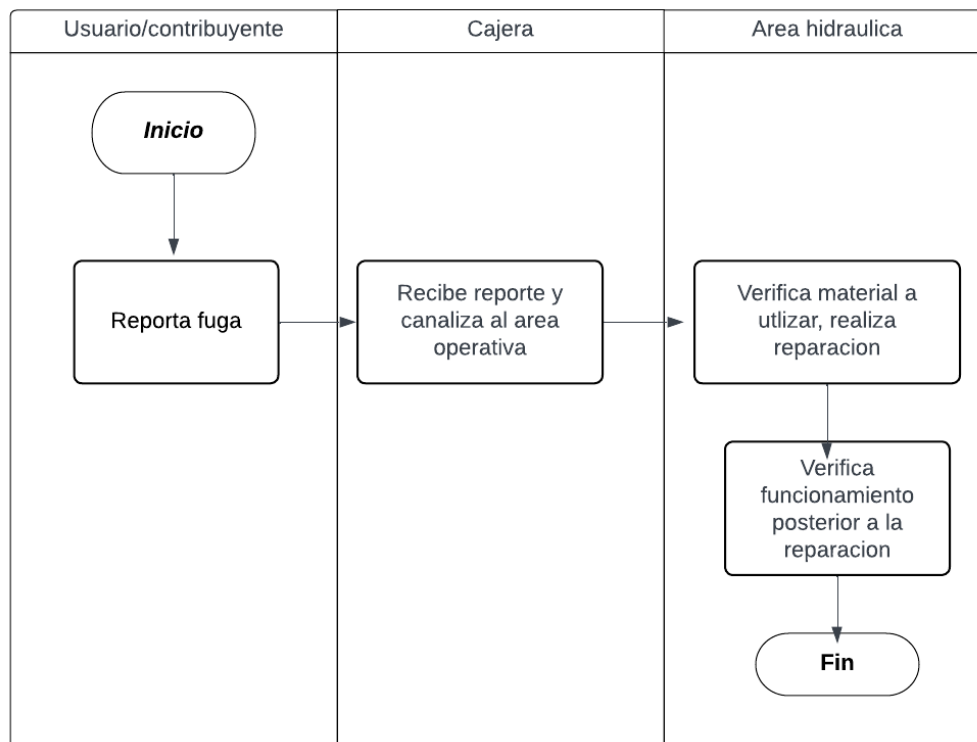 Usuario/contribuyente
Cajera
Area hidraulica
Inicio
Reporta fuga
Recibe reporte y
canaliza al area
operativa
Verifica material a
utlizar, realiza
reparacion
Verifica
funcionamiento
posterior a la
reparacion
Fin